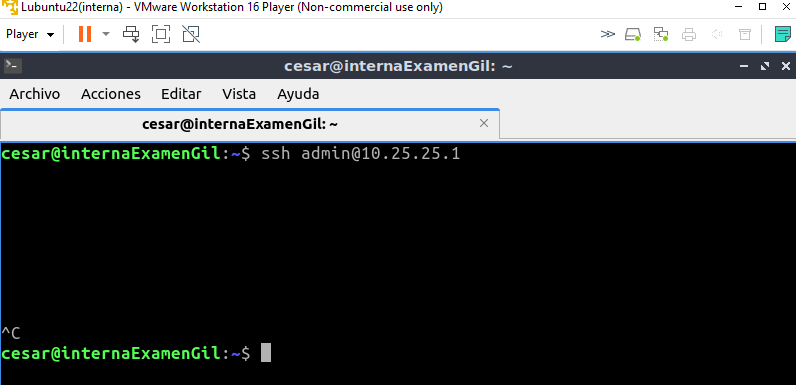 Lubuntu22(interna) - VMware Workstation 16 Player (Non-commercial use only)
Player
cesar@internaExamenGil: ~
Archivo Acciones Editar Vista Ayuda
cesar@internaExamenGil: ~
cesar@internaExamenGil:~$ ssh admin@10.25.25.1
^C
cesar@internaExamenGil:~$